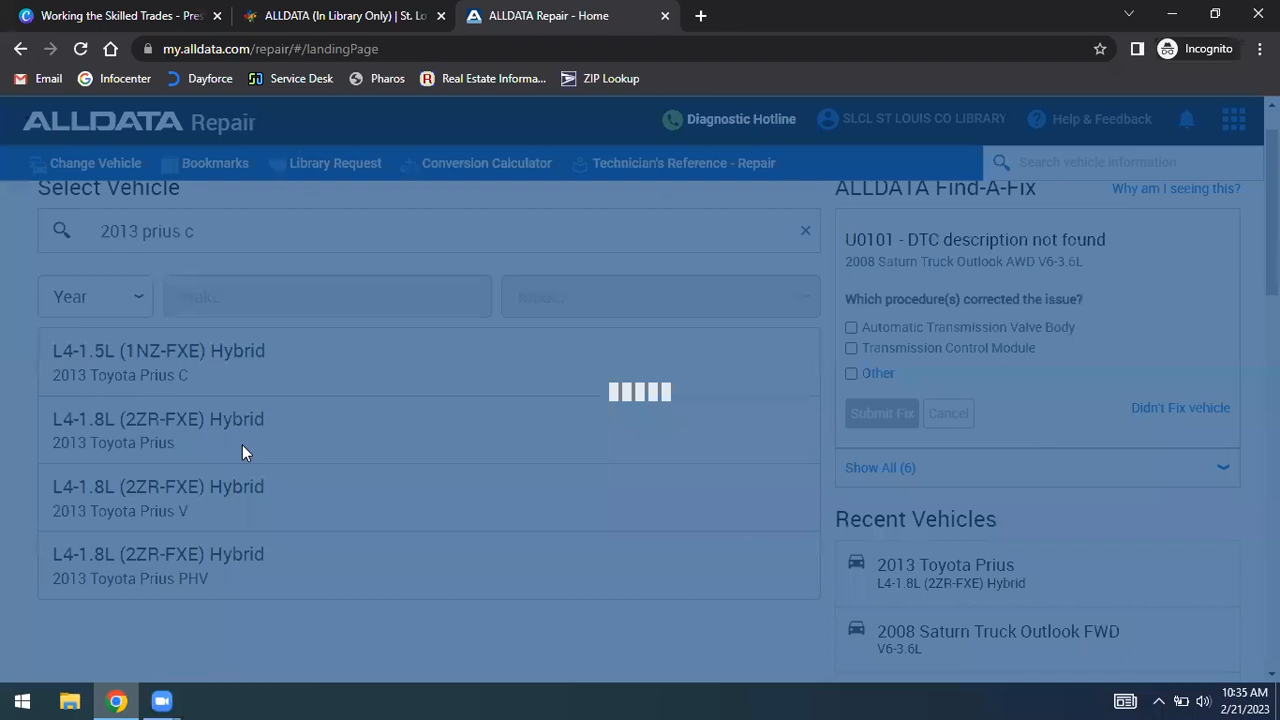 Working the Skilled Trades - Pres
ALLDATA (In Library Only) | St. Lo
ALLDATA Repair - Home
my.alldata.com/repair/#/landingPage
Incognito
Email
Infocenter
Dayforce
Service Desk
Pharos
Real Estate Informa...
ZIP Lookup
ALLDATA Repair
Diagnostic Hotline
SLCL ST LOUIS CO LIBRARY
Help & Feedback
Change Vehicle
Bookmarks
Library Request
Conversion Calculator
Technician's Reference - Repair
Search vehicle information
Select Vehicle
2013 prius c
Year
L4-1.5L (1NZ-FXE) Hybrid
2013 Toyota Prius C
L4-1.8L (2ZR-FXE) Hybrid
2013 Toyota Prius
L4-1.8L (2ZR-FXE) Hybrid
2013 Toyota Prius V
L4-1.8L (2ZR-FXE) Hybrid
2013 Toyota Prius PHV
ALLDATA Find-A-Fix
Why am I seeing this?
U0101 - DTC description not found
2008 Saturn Truck Outlook AWD V6-3.6L
Which procedure(s) corrected the issue?
Automatic Transmission Valve Body
Transmission Control Module
Other
Submit Fix
Cancel
Didn't Fix vehicle
Show All (6)
Recent Vehicles
2013 Toyota Prius
L4-1.8L (2ZR-FXE) Hybrid
2008 Saturn Truck Outlook FWD
V6-3.6L
10:35 AM
2/21/2023